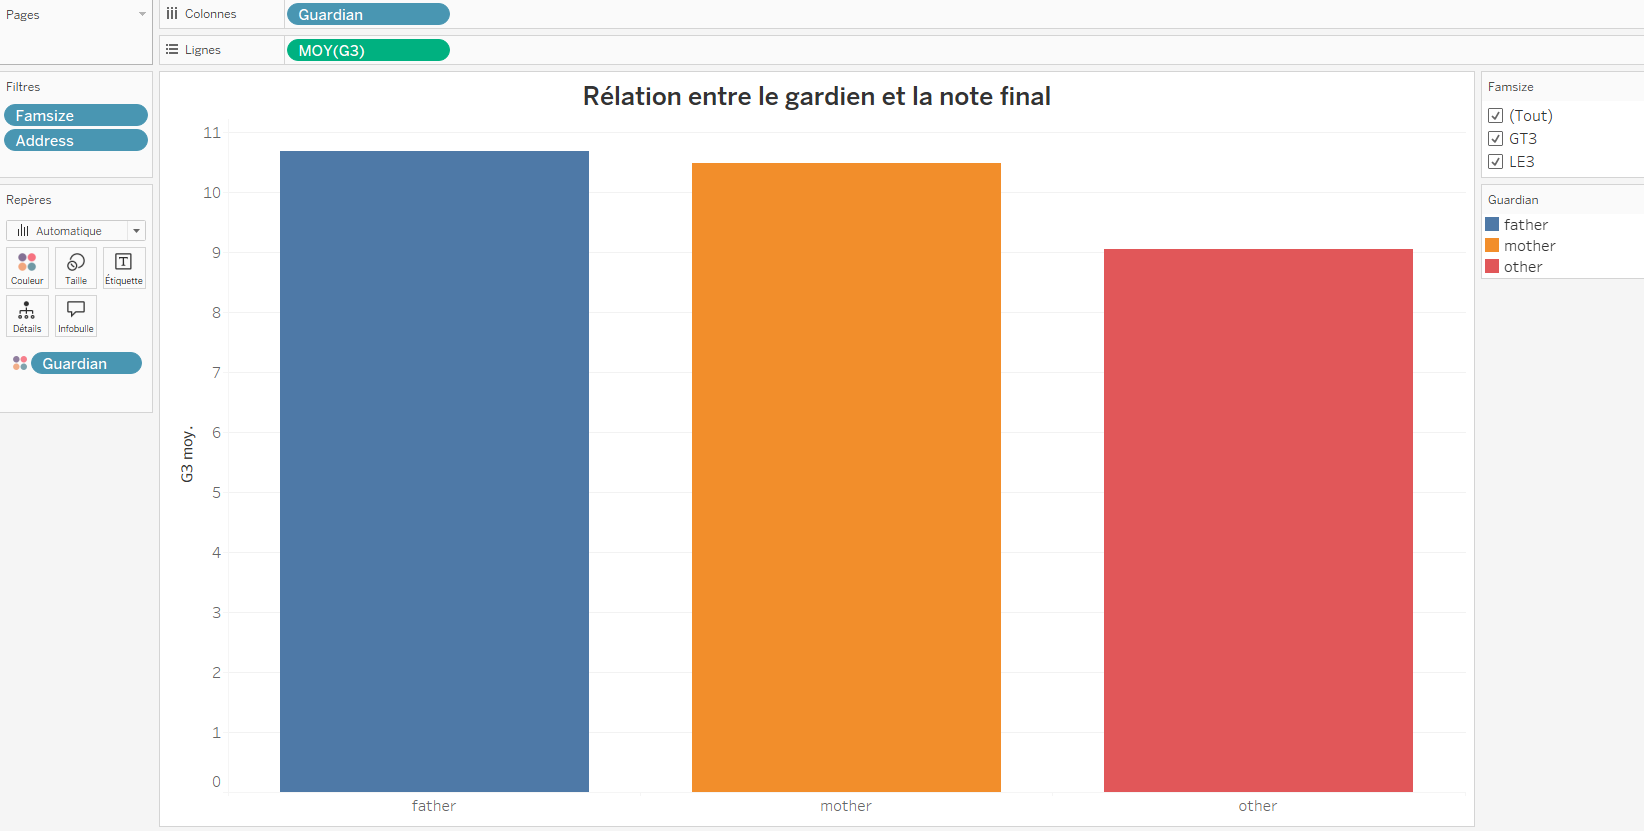 Pages
Colonnes
Guardian
Lignes
MOY(G3)
Filtres
Famsize
Address
Repères
Automatique
Couleur
Taille
Étiquette
Détails
Infobulle
Guardian
Rélation entre le gardien et la note final
G3 moy.
11
10
9
8
7
6
5
4
3
2
1
0
father
mother
other
Famsize
(Tout)
GT3
LE3
Guardian
father
mother
other